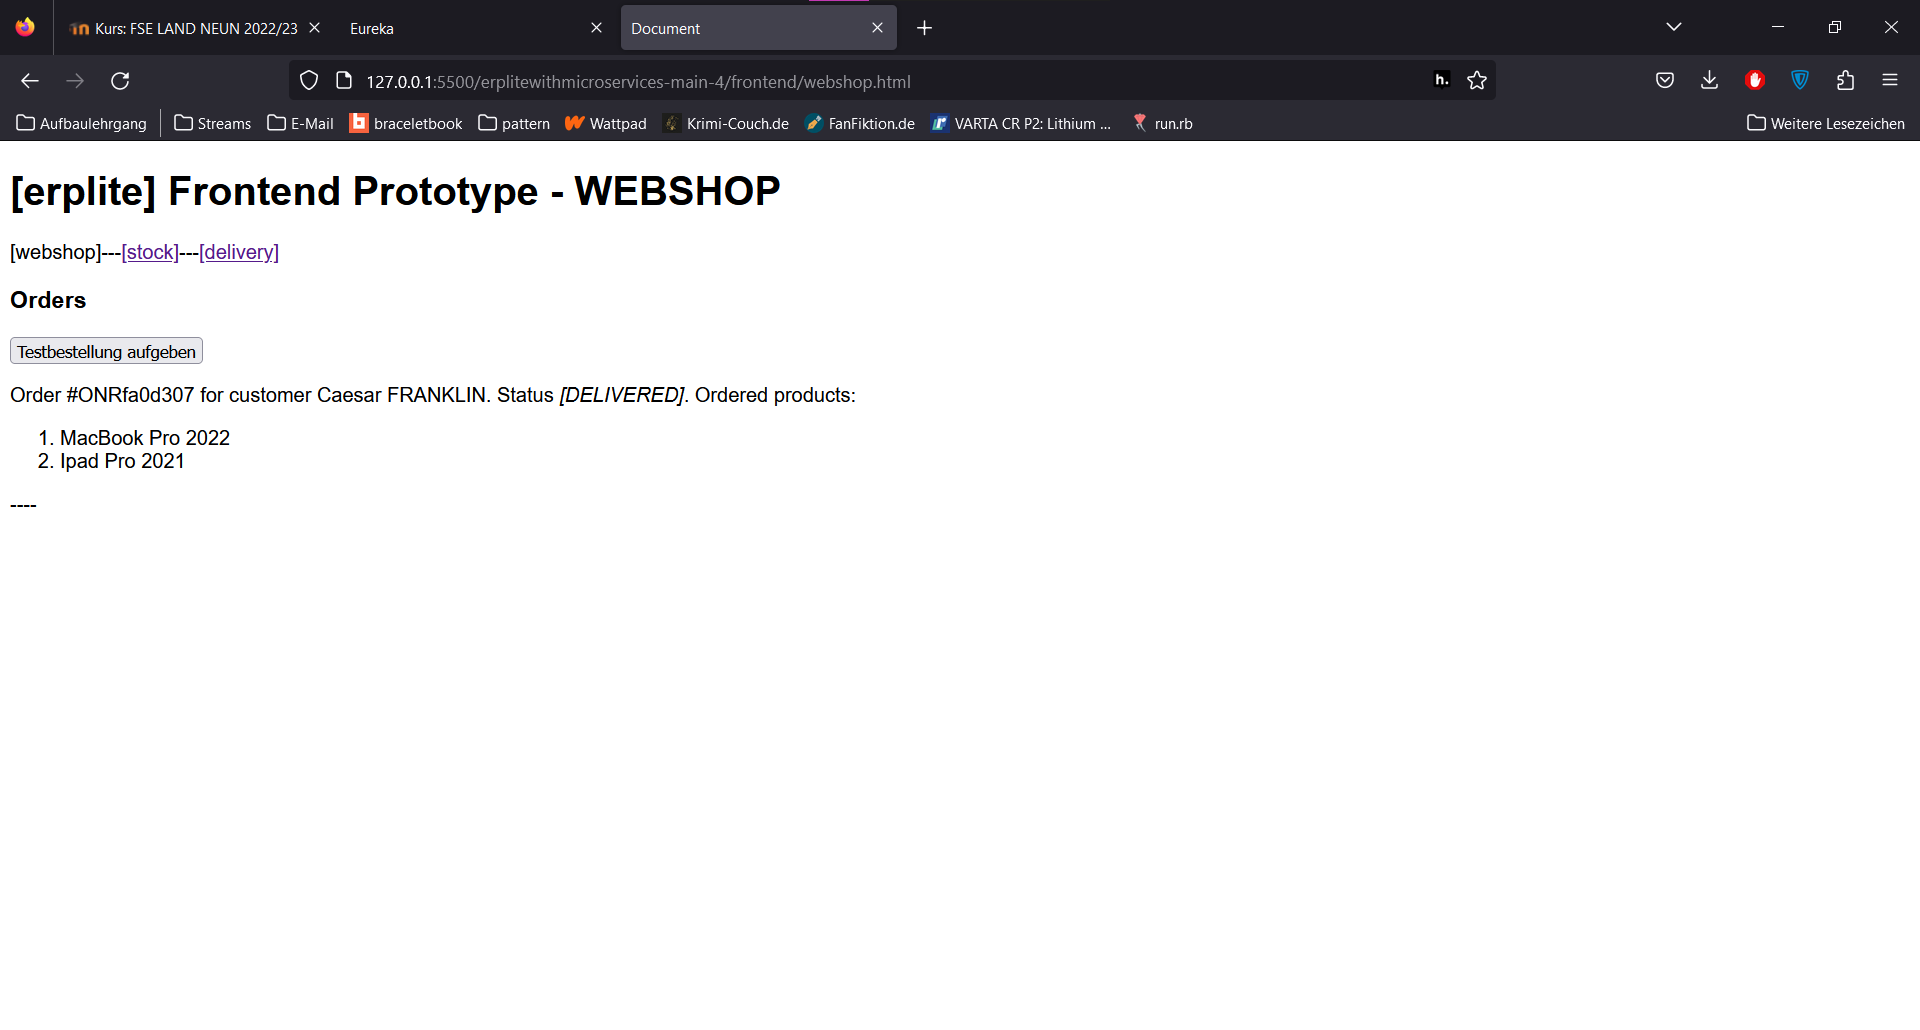 Kurs: FSE LAND NEUN 2022/23
Eureka
Document
127.0.0.1:5500/erplitewithmicroservices-main-4/frontend/webshop.html
h.
Aufbaulehrgang
Streams
E-Mail
braceletbook
pattern
Wattpad
Krimi-Couch.de
FanFiktion.de
VARTA CR P2: Lithium ...
run.rb
Weitere Lesezeichen
[erplite] Frontend Prototype - WEBSHOP
[webshop]---[stock]---[delivery]
Orders
Testbestellung aufgeben
Order #ONRfa0d307 for customer Caesar FRANKLIN. Status [DELIVERED]. Ordered products:
1. MacBook Pro 2022
2. Ipad Pro 2021
----